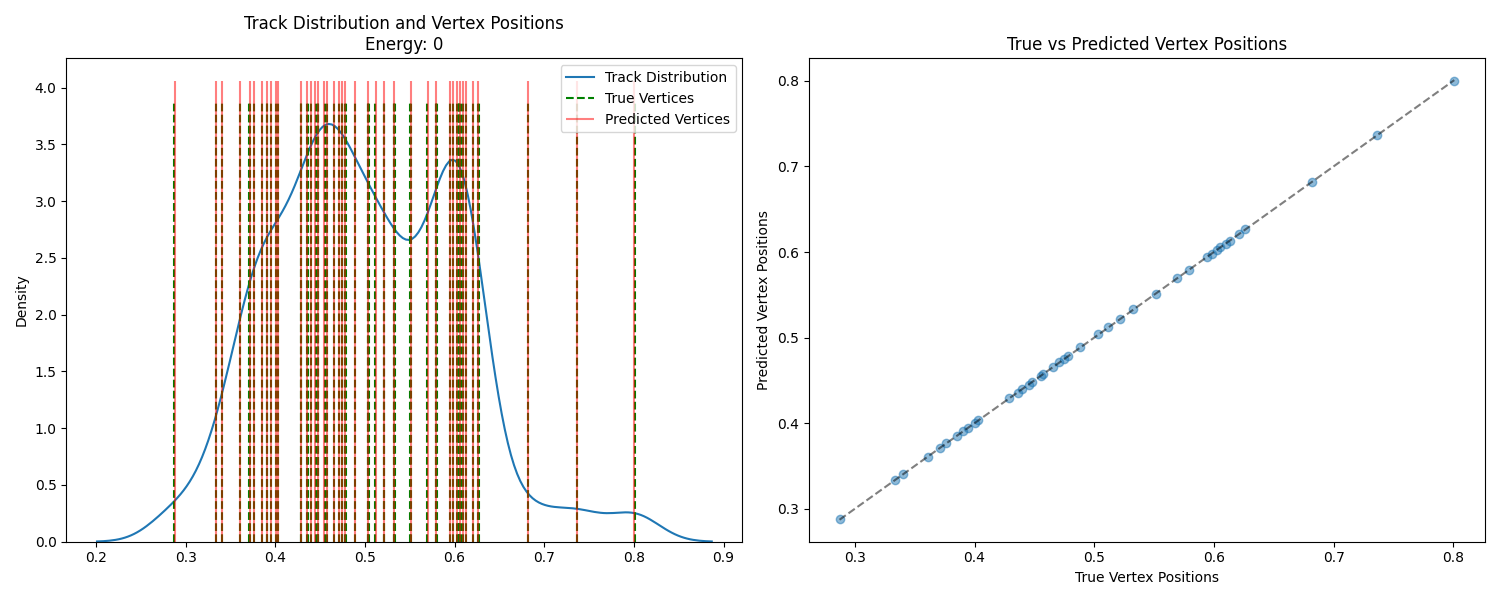 Track Distribution and Vertex Positions
Energy: 0
Density
4.0
3.5
3.0
2.5
2.0
1.5
1.0
0.5
0.0
0.2 0.3 0.4 0.5 0.6 0.7 0.8 0.9
Track Distribution
True Vertices
Predicted Vertices
True vs Predicted Vertex Positions
Predicted Vertex Positions
0.8
0.7
0.6
0.5
0.4
0.3
0.3 0.4 0.5 0.6 0.7 0.8
True Vertex Positions